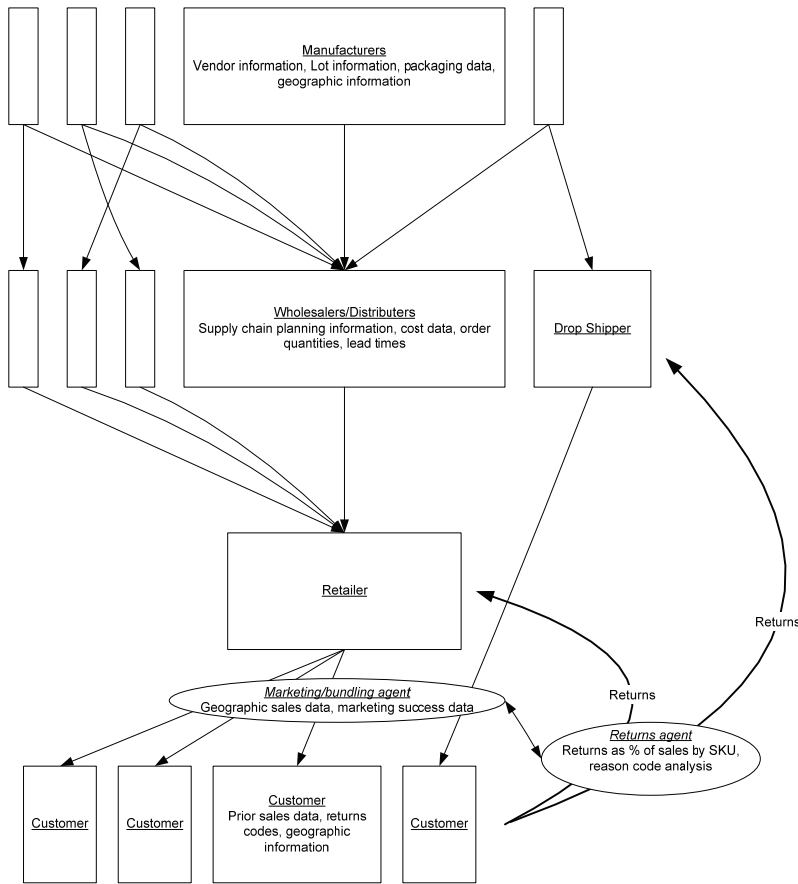 Manufacturers
Vendor information, Lot information, packaging data,
geographic information
Wholesalers/Distributers
Supply chain planning information, cost data, order
quantities, lead times
Drop Shipper
Retailer
Returns
Returns
Marketing/bundling agent
Geographic sales data, marketing success data
Returns agent
Returns as % of sales by SKU,
reason code analysis
Customer
Customer
Customer
Prior sales data, returns
codes, geographic
information
Customer